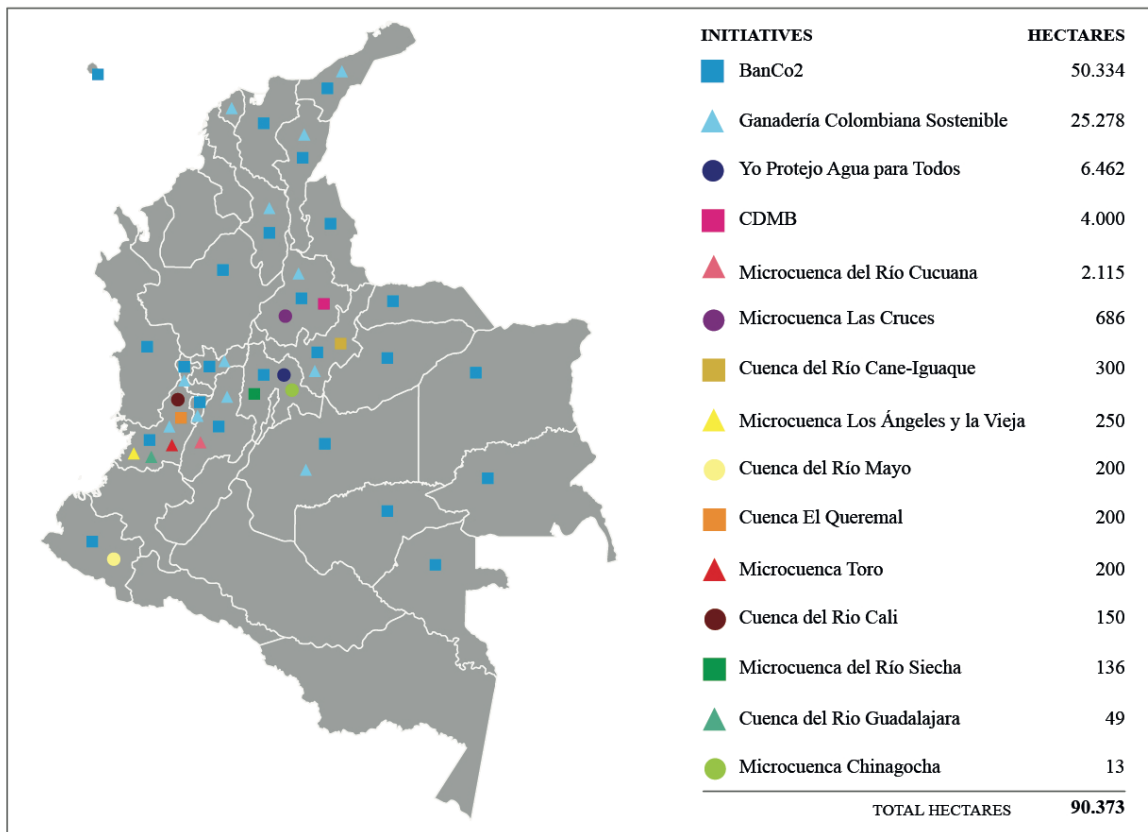 INITIATIVES HECTARES
BanCo2 50.334
Ganadería Colombiana Sostenible 25.278
Yo Protejo Agua para Todos 6.462
CDMB 4.000
Microcuenca del Río Cucuana 2.115
Microcuenca Las Cruces 686
Cuenca del Río Cane-Iguaque 300
Microcuenca Los Ángeles y la Vieja 250
Cuenca del Río Mayo 200
Cuenca El Queremal 200
Microcuenca Toro 200
Cuenca del Rio Cali 150
Microcuenca del Río Siecha 136
Cuenca del Rio Guadalajara 49
Microcuenca Chinagocha 13
TOTAL HECTARES 90.373